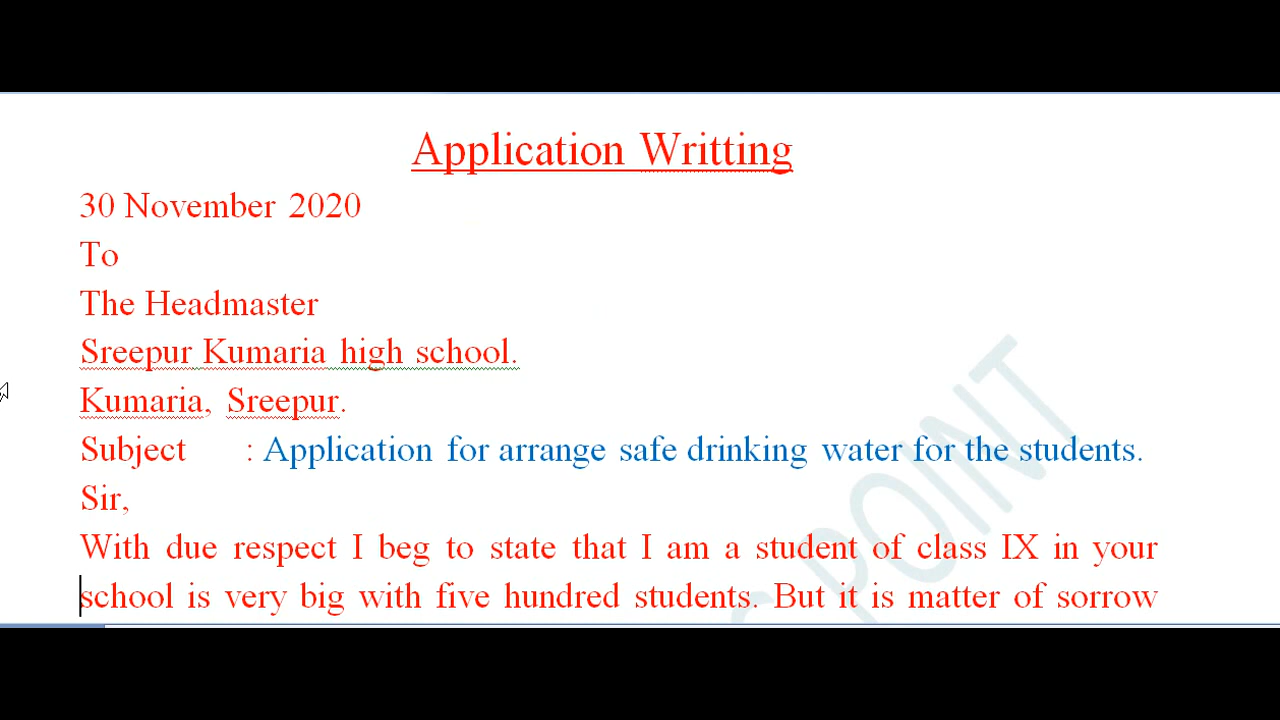 Application Writting
30 November 2020
To
The Headmaster
Sreepur Kumaria high school.
Kumaria, Sreepur.
Subject : Application for arrange safe drinking water for the students.
Sir,
With due respect I beg to state that I am a student of class IX in your
school is very big with five hundred students. But it is matter of sorrow
POINT